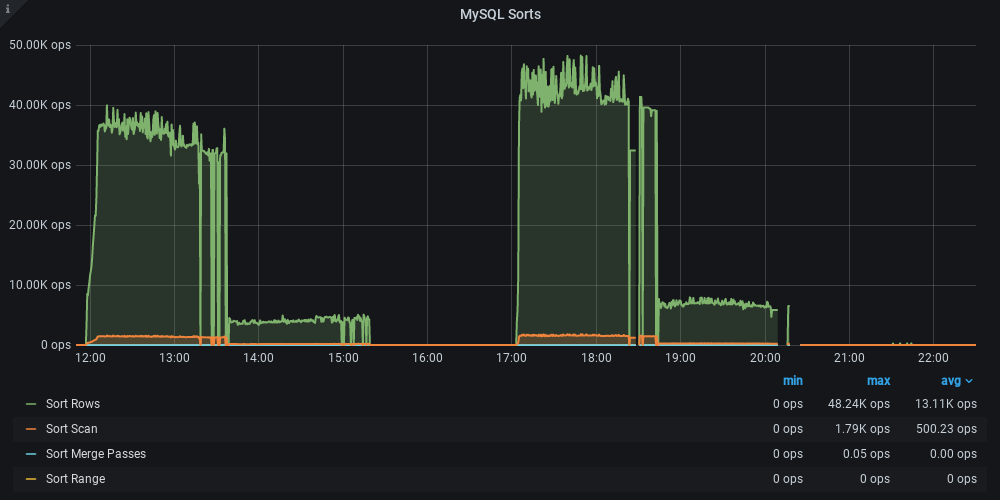 i
MySQL Sorts
50.00K ops
40.00K ops
30.00K ops
20.00K ops
10.00K ops
0 ops
12:00 13:00 14:00 15:00 16:00 17:00 18:00 19:00 20:00 21:00 22:00
min max avg
Sort Rows 0 ops 48.24K ops 13.11K ops
Sort Scan 0 ops 1.79K ops 500.23 ops
Sort Merge Passes 0 ops 0.05 ops 0.00 ops
Sort Range 0 ops 0 ops 0 ops